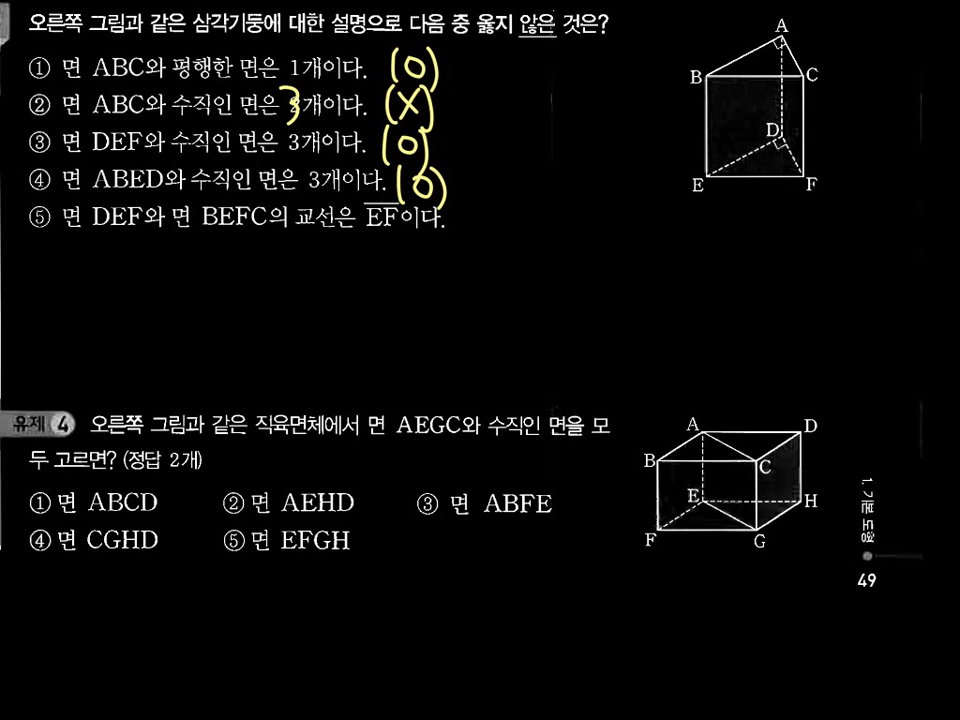 오른쪽 그림과 같은 삼각기둥에 대한 설명으로 다음 중 옳지 않은 것은?
① 면 ABC와 평행한 면은 1개이다. (O)
② 면 ABC와 수직인 면은 3개이다. (X)
③ 면 DEF와 수직인 면은 3개이다. (O)
④ 면 ABED와 수직인 면은 3개이다. (O)
⑤ 면 DEF와 면 BEFC의 교선은 EF이다.
A
B
C
D
E
F
유제 4 오른쪽 그림과 같은 직육면체에서 면 AEGC와 수직인 면을 모
두 고르면? (정답 2개)
① 면 ABCD ② 면 AEHD ③ 면 ABFE
④ 면 CGHD ⑤ 면 EFGH
A
D
B
C
E
H
F
G
1. 기본 도형
49